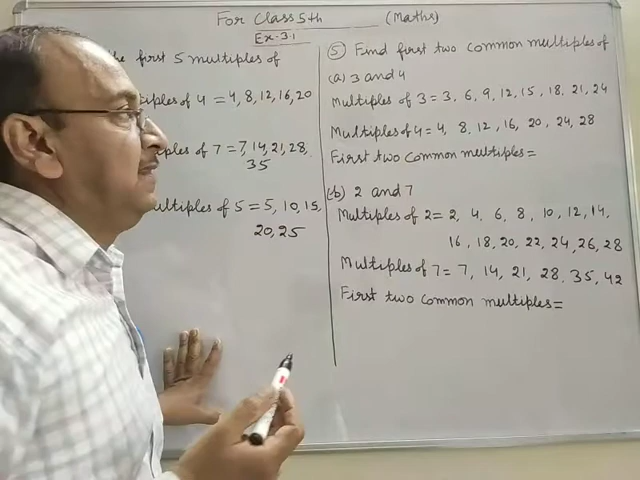 For Class 5th (Maths)
Ex-3.1
the first 5 multiples of
tiples of 4 = 4, 8, 12, 16, 20
ples of 7 = 7, 14, 21, 28,
35
ultiples of 5 = 5, 10, 15,
20, 25
⑤ Find first two common multiples of
(a) 3 and 4
Multiples of 3 = 3, 6, 9, 12, 15, 18, 21, 24
Multiples of 4 = 4, 8, 12, 16, 20, 24, 28
First two common multiples =
(b) 2 and 7
Multiples of 2 = 2, 4, 6, 8, 10, 12, 14,
16, 18, 20, 22, 24, 26, 28
Multiples of 7 = 7, 14, 21, 28, 35, 42
First two common multiples =